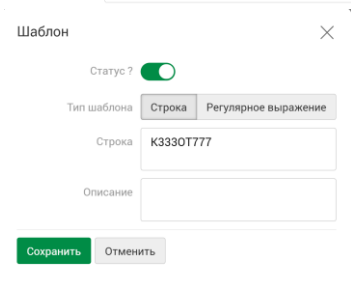 Шаблон
Статус ?
Тип шаблона Строка Регулярное выражение
Строка К333ОТ777
Описание
Сохранить Отменить